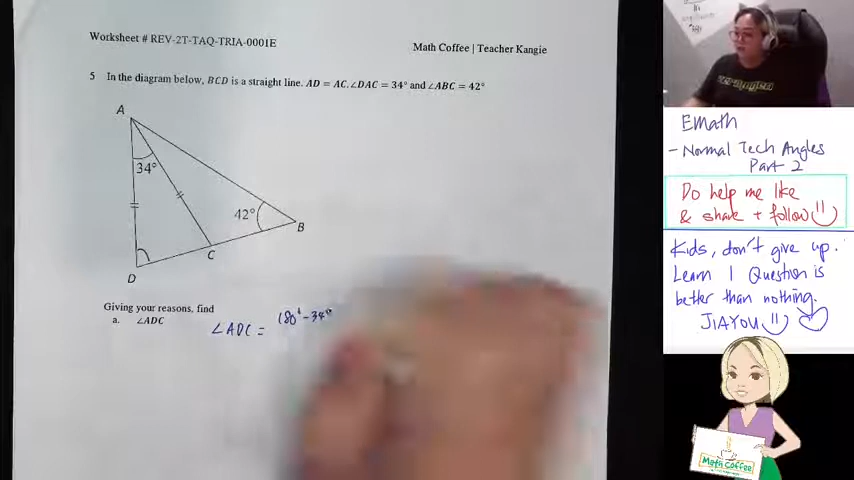 Worksheet # REV-2T-TAQ-TRIA-0001E
Math Coffee | Teacher Kangie
5 In the diagram below, BCD is a straight line. AD = AC. ∠DAC = 34° and ∠ABC = 42°
A
34°
42°
B
C
D
Giving your reasons, find
a. ∠ADC
∠ADC = 180° - 34°
EMath
- Normal Tech Angles
Part 2
Do help me like
& share + follow
Kids, don't give up.
Learn 1 Question is
better than nothing.
JIAYOU
Math Coffee